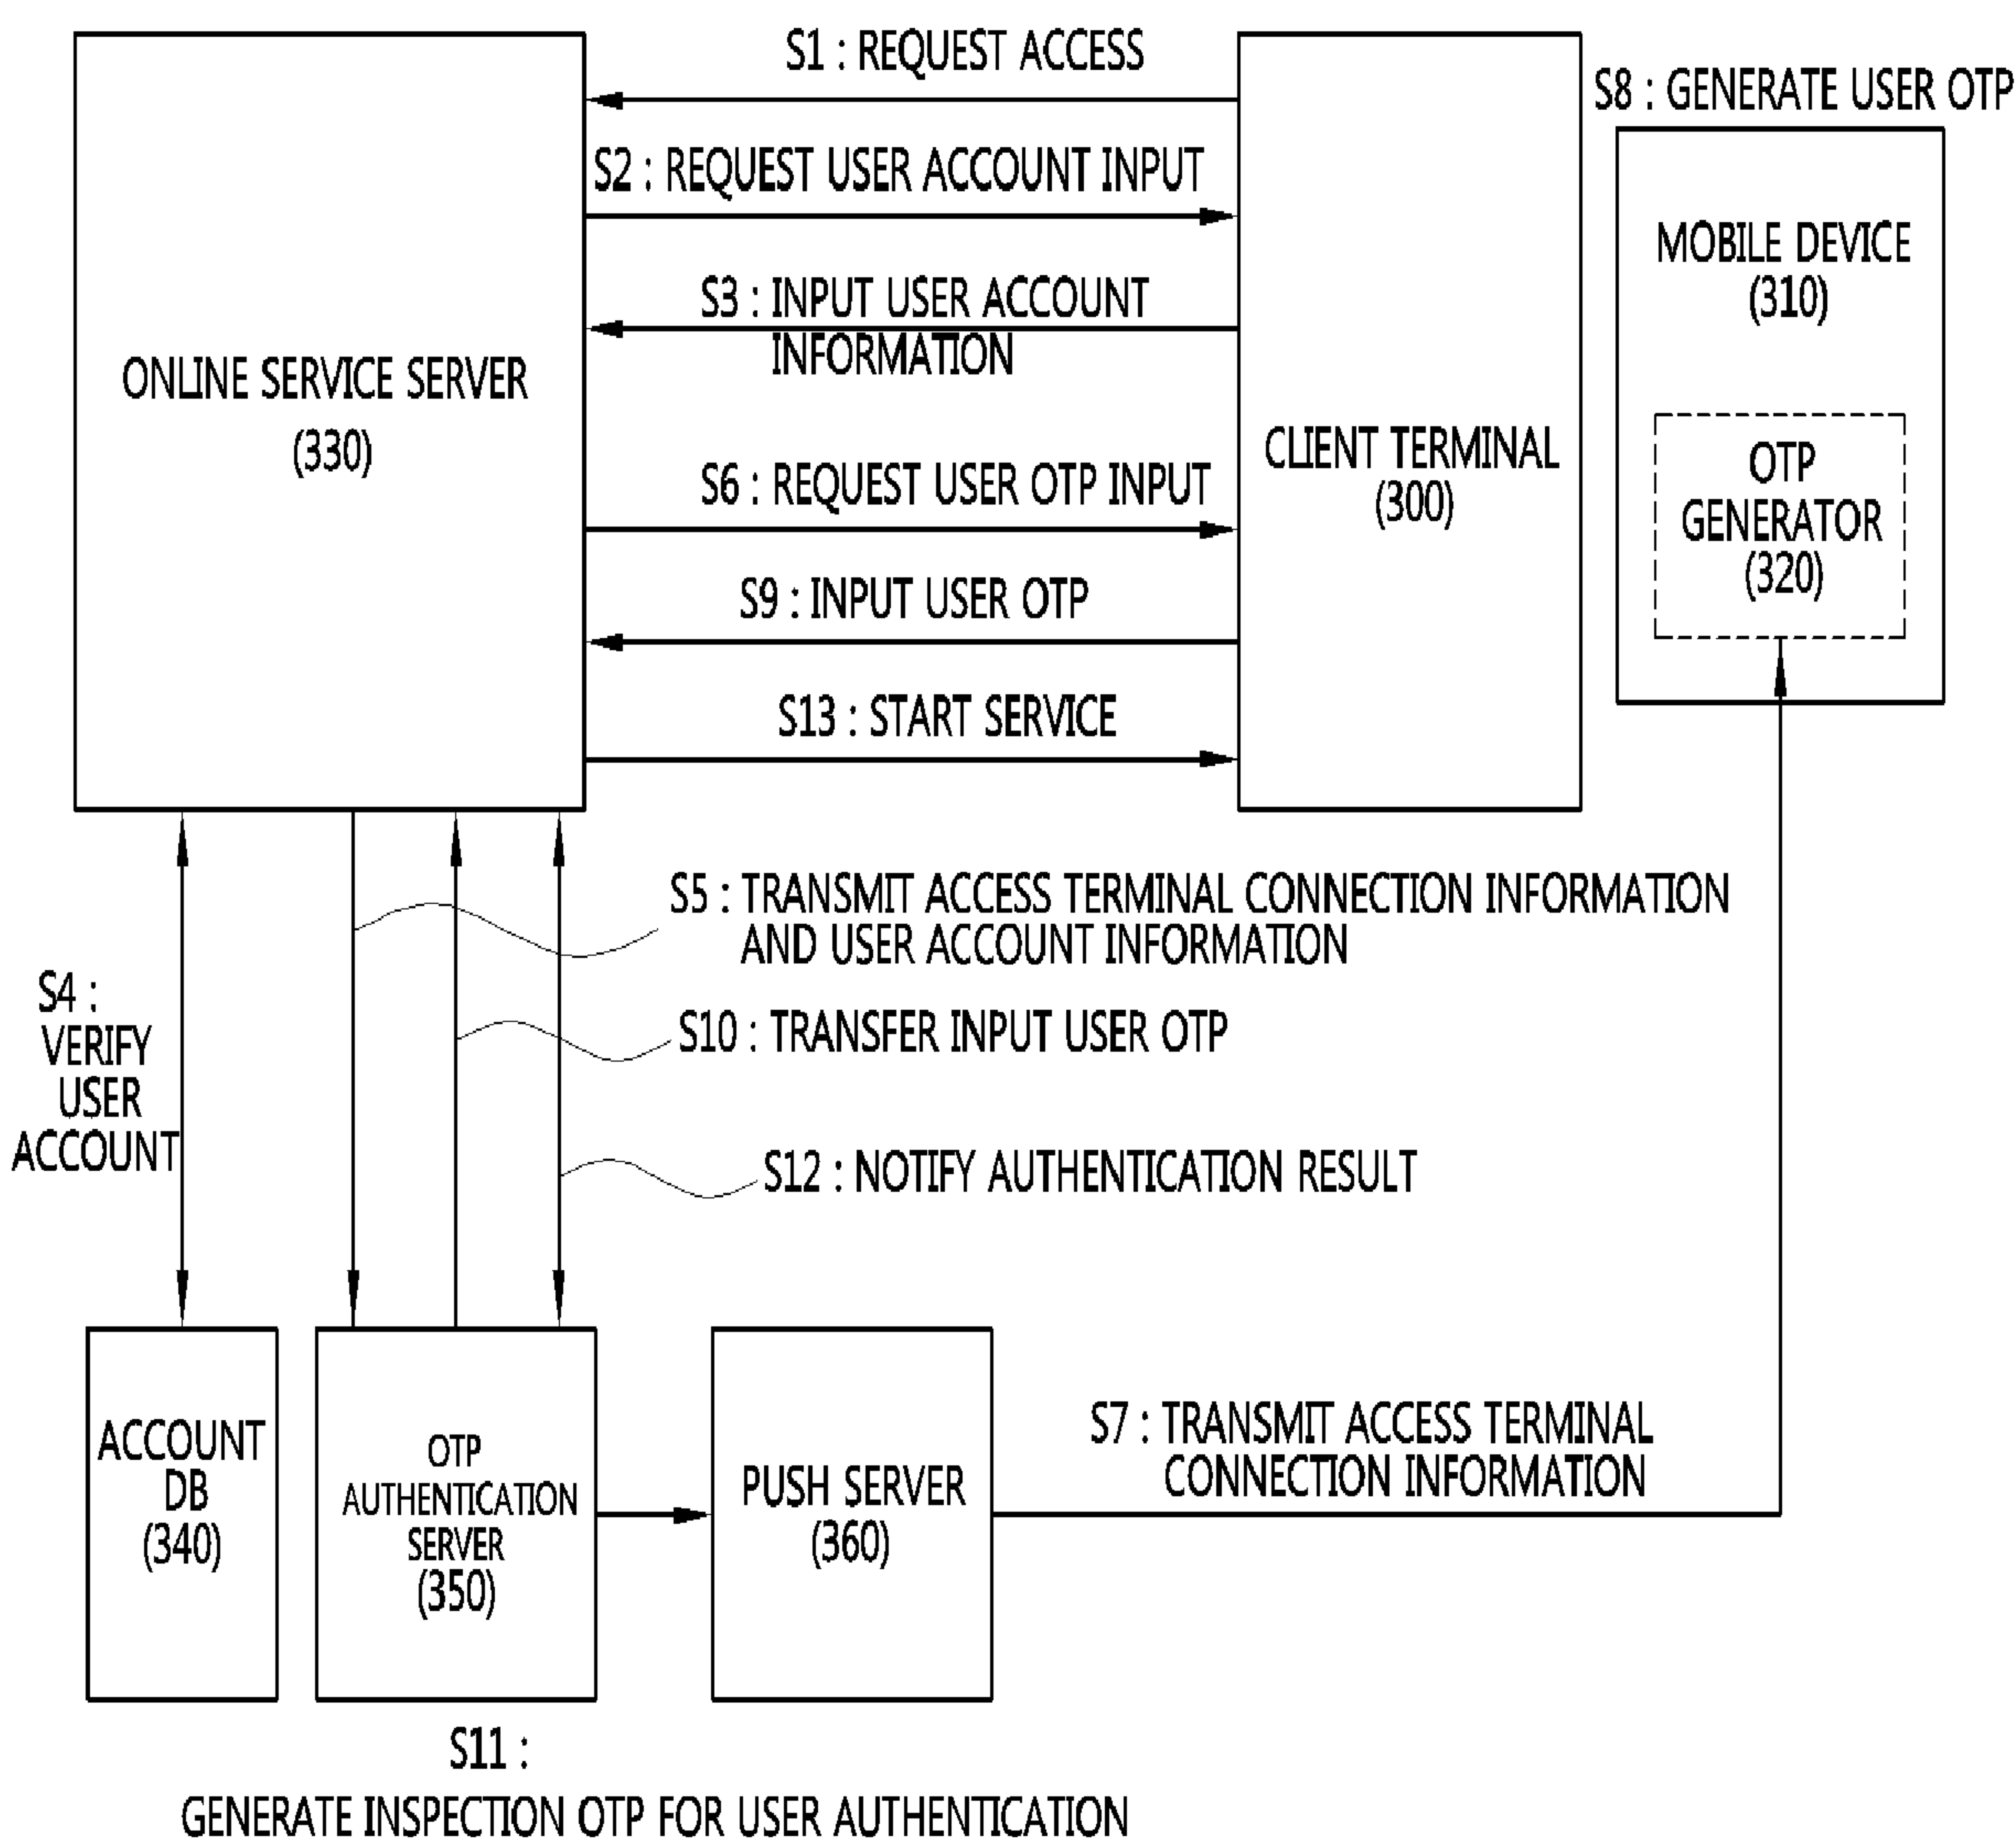 S1 : REQUEST ACCESS
S8 : GENERATE USER OTP
S2 : REQUEST USER ACCOUNT INPUT
MOBILE DEVICE
(310)
S3 : INPUT USER ACCOUNT
INFORMATION
ONLINE SERVICE SERVER
(330)
CLIENT TERMINAL
(300)
OTP
GENERATOR
(320)
S6 : REQUEST USER OTP INPUT
S9 : INPUT USER OTP
S13 : START SERVICE
S5 : TRANSMIT ACCESS TERMINAL CONNECTION INFORMATION
AND USER ACCOUNT INFORMATION
S4 :
VERIFY
USER
ACCOUNT
S10 : TRANSFER INPUT USER OTP
S12 : NOTIFY AUTHENTICATION RESULT
ACCOUNT
DB
(340)
OTP
AUTHENTICATION
SERVER
(350)
PUSH SERVER
(360)
S7 : TRANSMIT ACCESS TERMINAL
CONNECTION INFORMATION
S11 :
GENERATE INSPECTION OTP FOR USER AUTHENTICATION